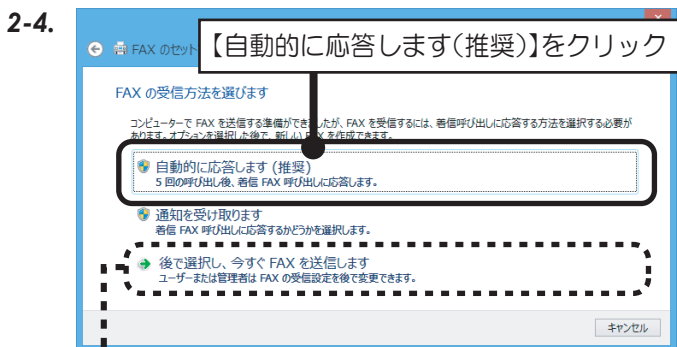 2-4.
【自動的に応答します(推奨)】をクリック
FAX のセット
FAX の受信方法を選びます
コンピューターで FAX を送信する準備ができ したが、FAX を受信するには、着信呼び出しに応答する方法を選択する必要が
あります。オプションを選択した後で、新しい X を作成できます。
自動的に応答します (推奨)
5 回の呼び出し後、着信 FAX 呼び出しに応答します。
通知を受け取ります
着信 FAX 呼び出しに応答するかどうかを選択します。
後で選択し、今すぐ FAX を送信します
ユーザーまたは管理者は FAX の受信設定を後で変更できます。
キャンセル